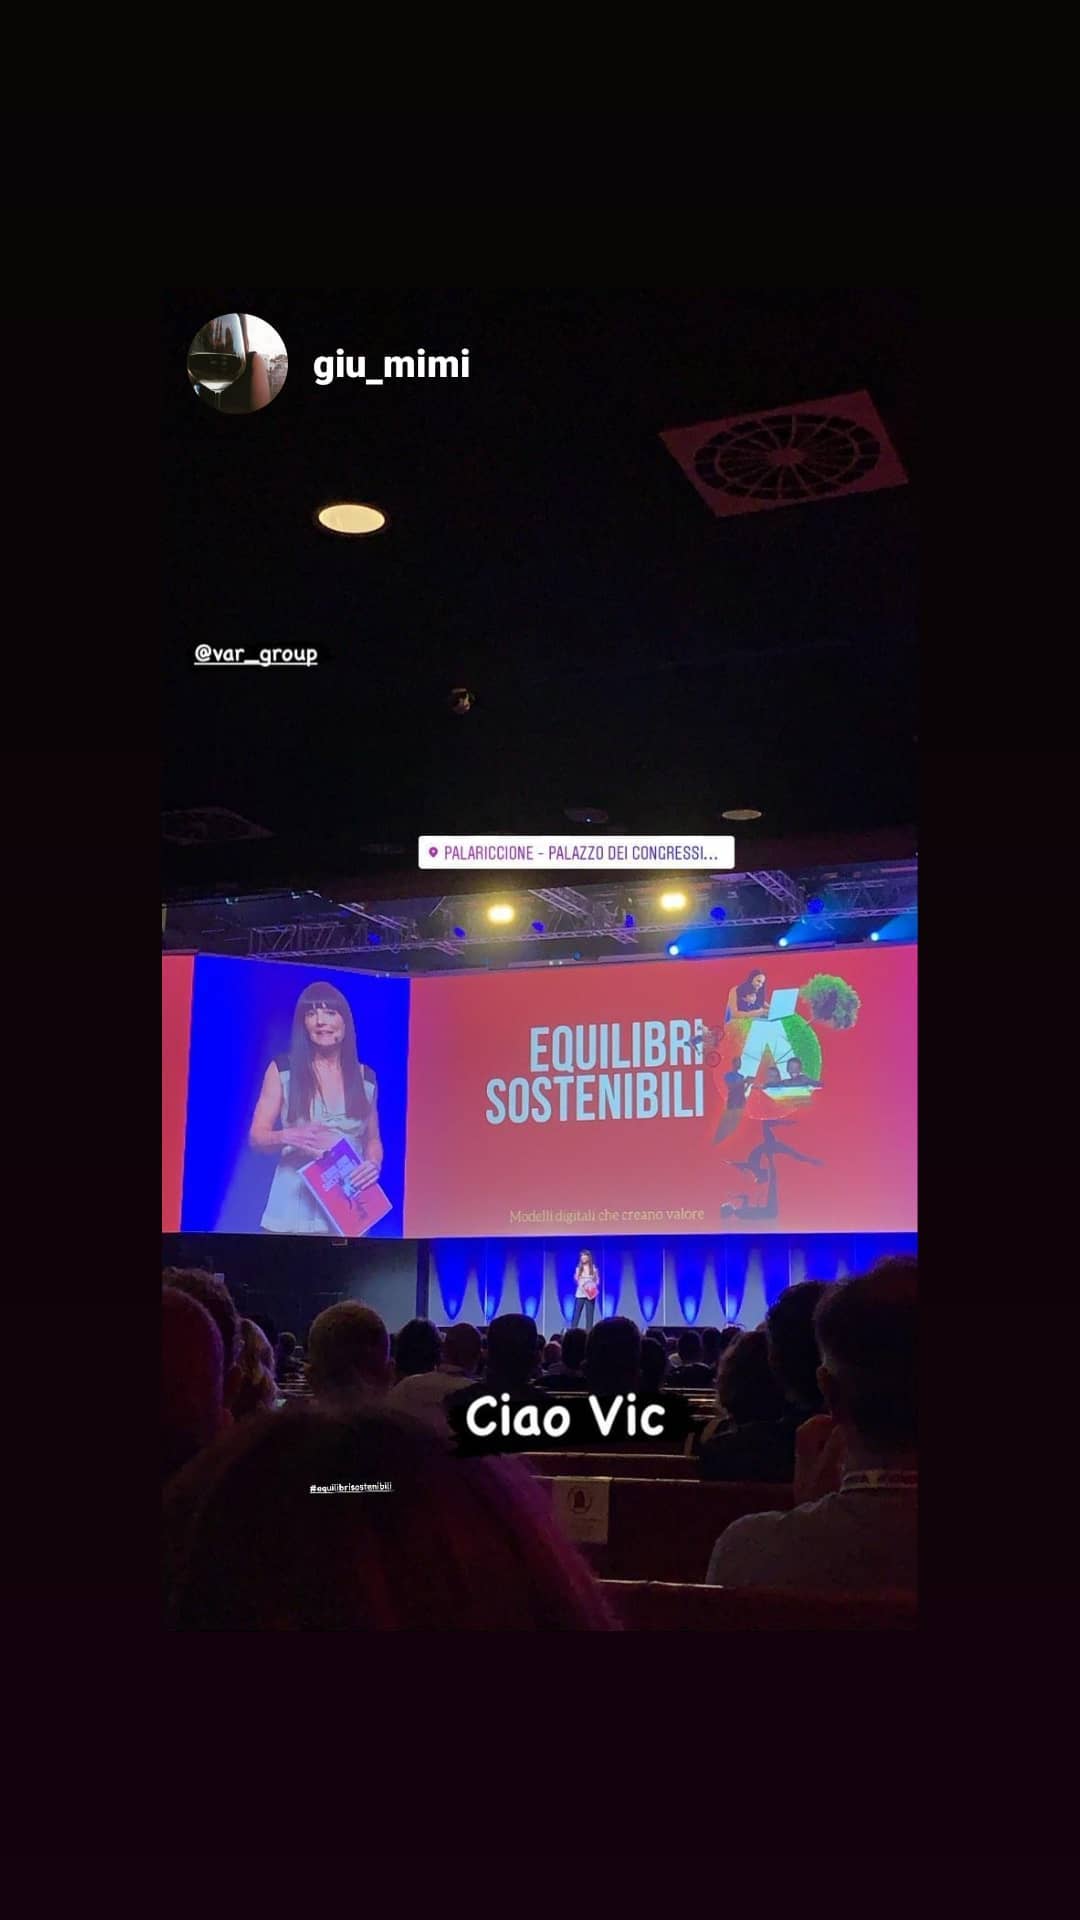 giu_mimi
@var_group
PALARICCIONE - PALAZZO DEI CONGRESSI...
EQUILIBRI
SOSTENIBILI
Modelli digitali che creano valore
Ciao Vic
#equilibrisostenibili